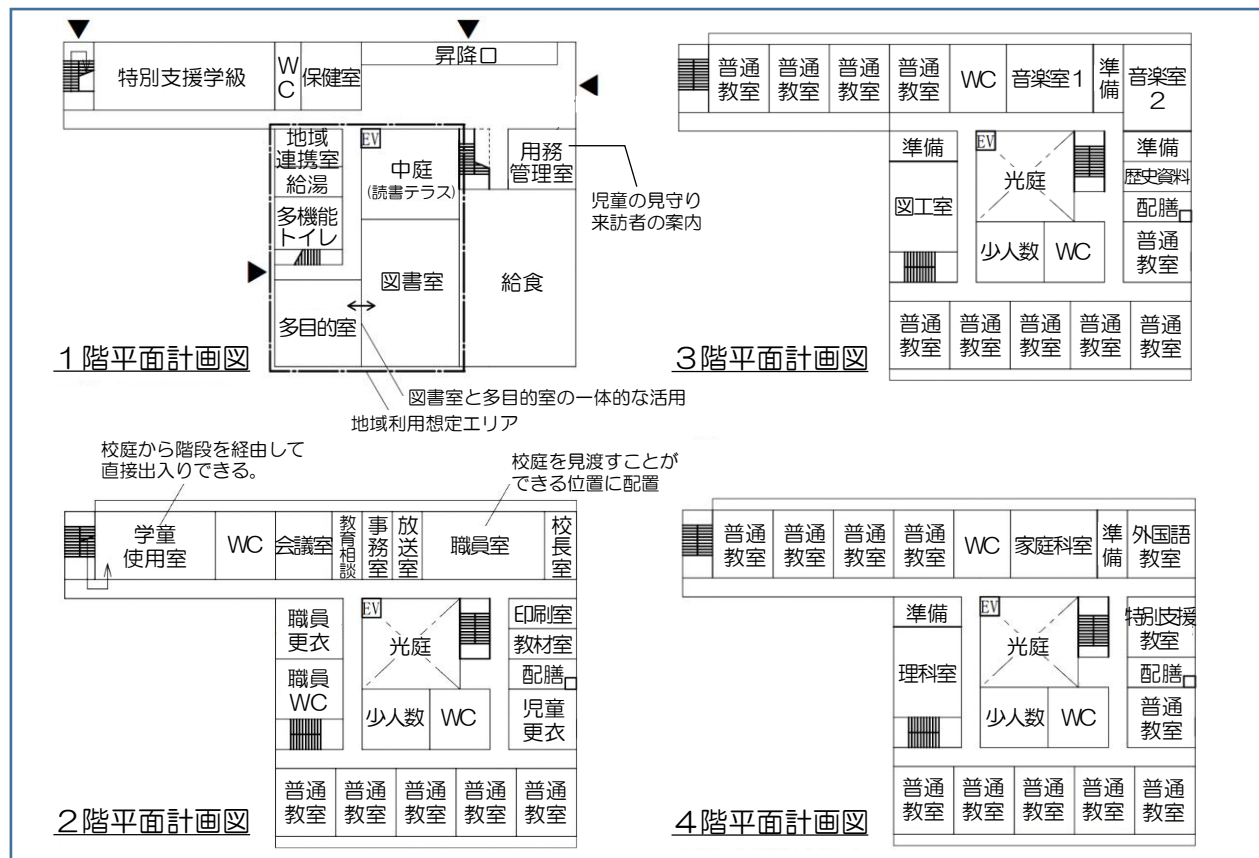 昇降口
特別支援学級
WC
保健室
地域
連携室
給湯
多機能
トイレ
EV
中庭
(読書テラス)
用務
管理室
児童の見守り
来訪者の案内
図書室
給食
多目的室
1階平面計画図
図書室と多目的室の一体的な活用
地域利用想定エリア
普通
教室
普通
教室
普通
教室
普通
教室
WC
音楽室1
準備
音楽室
2
準備
EV
光庭
準備
歴史資料
図工室
配膳
少人数
WC
普通
教室
普通
教室
普通
教室
普通
教室
普通
教室
普通
教室
3階平面計画図
校庭から階段を経由して
直接出入りできる。
校庭を見渡すことが
できる位置に配置
学童
使用室
WC
会議室
教育相談
事務室
放送室
職員室
校長室
職員
更衣
EV
光庭
印刷室
教材室
職員
WC
配膳
少人数
WC
児童
更衣
普通
教室
普通
教室
普通
教室
普通
教室
普通
教室
2階平面計画図
普通
教室
普通
教室
普通
教室
普通
教室
WC
家庭科室
準備
外国語
教室
準備
EV
光庭
特別支援
教室
理科室
配膳
少人数
WC
普通
教室
普通
教室
普通
教室
普通
教室
普通
教室
普通
教室
4階平面計画図